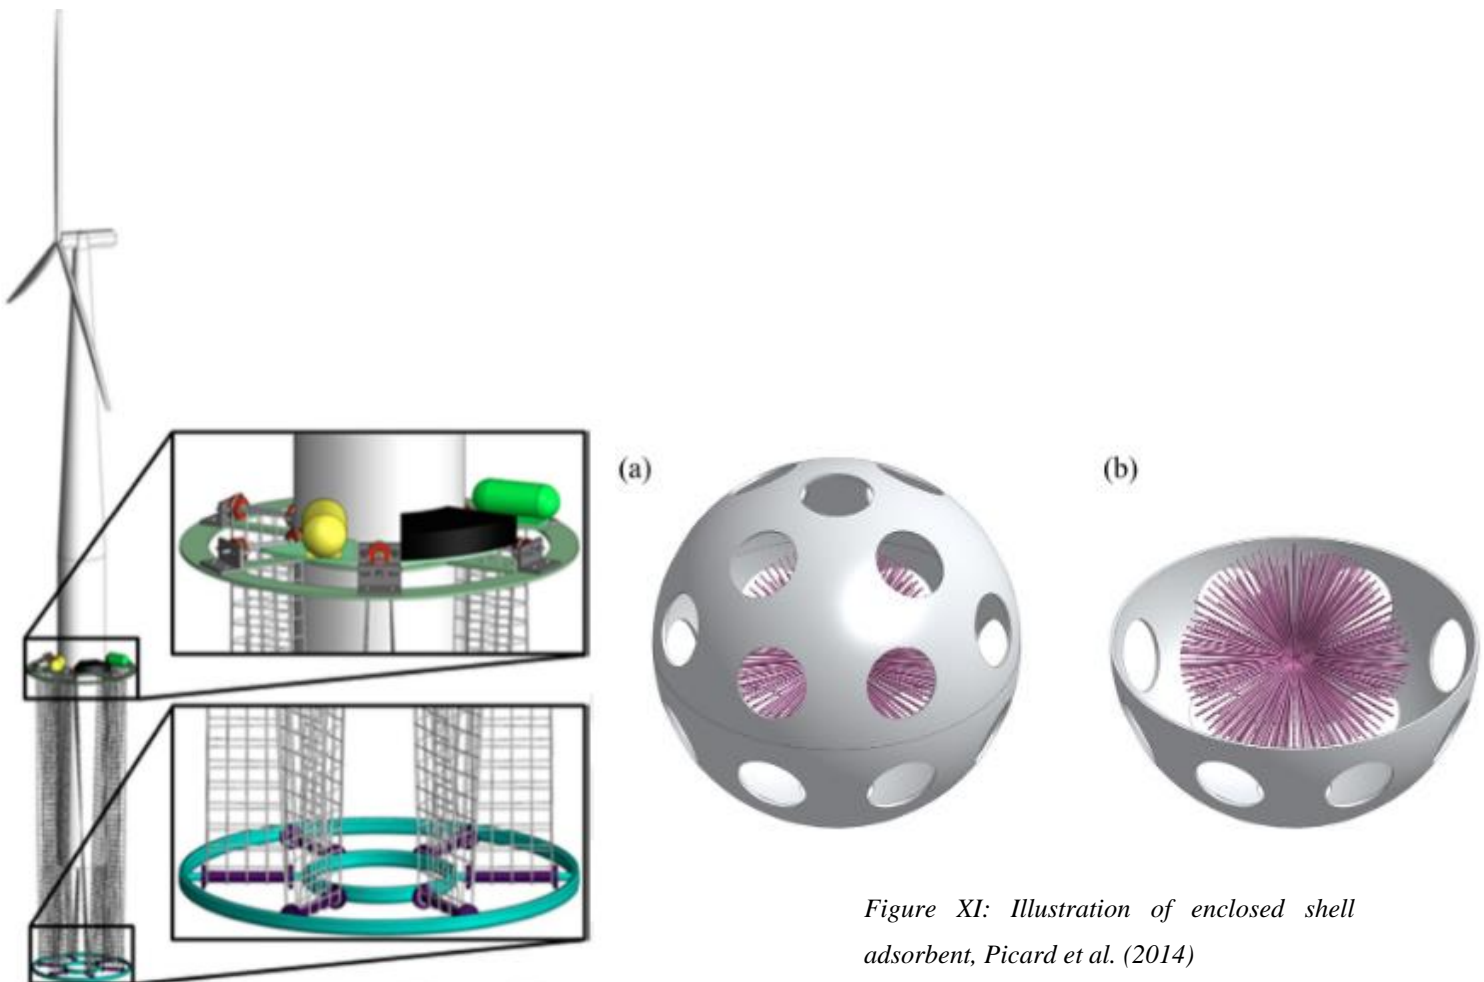 (a)
(b)
Figure XI: Illustration of enclosed shell
adsorbent, Picard et al. (2014)